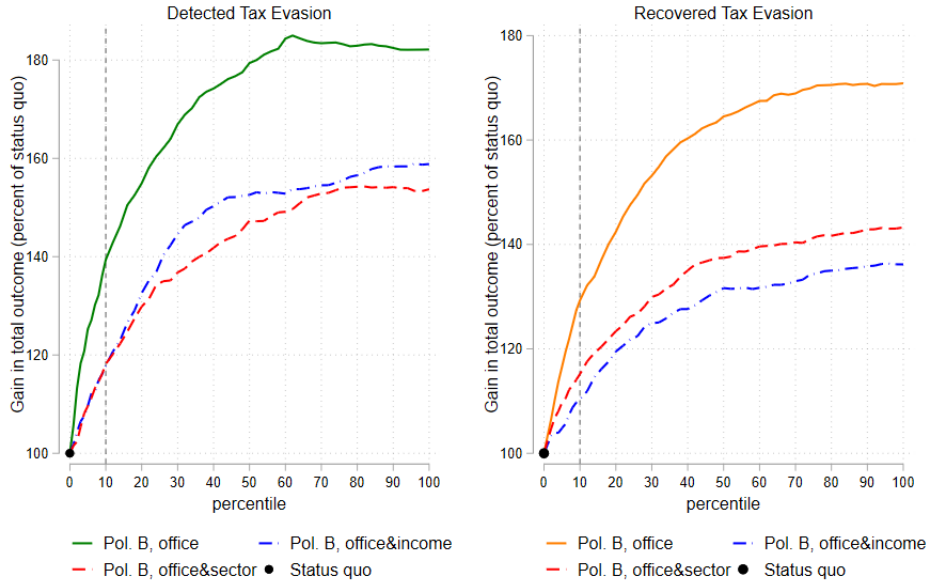 Detected Tax Evasion
Gain in total outcome (percent of status quo)
180
160
140
120
100
0 10 20 30 40 50 60 70 80 90 100
percentile
Pol. B, office
Pol. B, office&income
Pol. B, office&sector
Status quo
Recovered Tax Evasion
Gain in total outcome (percent of status quo)
180
160
140
120
100
0 10 20 30 40 50 60 70 80 90 100
percentile
Pol. B, office
Pol. B, office&income
Pol. B, office&sector
Status quo